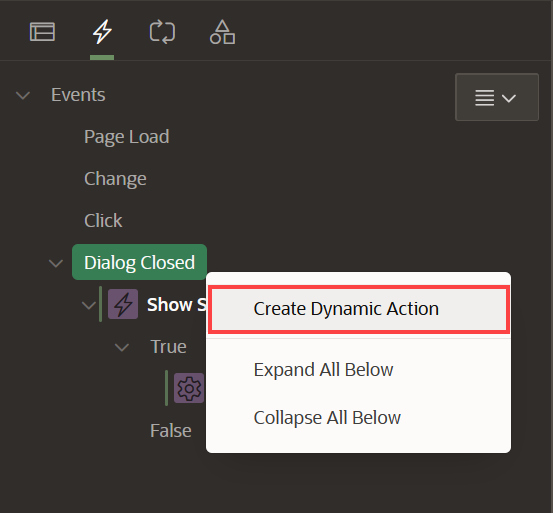 Events
Page Load
Change
Click
Dialog Closed
Show S
Create Dynamic Action
True
Expand All Below
Collapse All Below
False